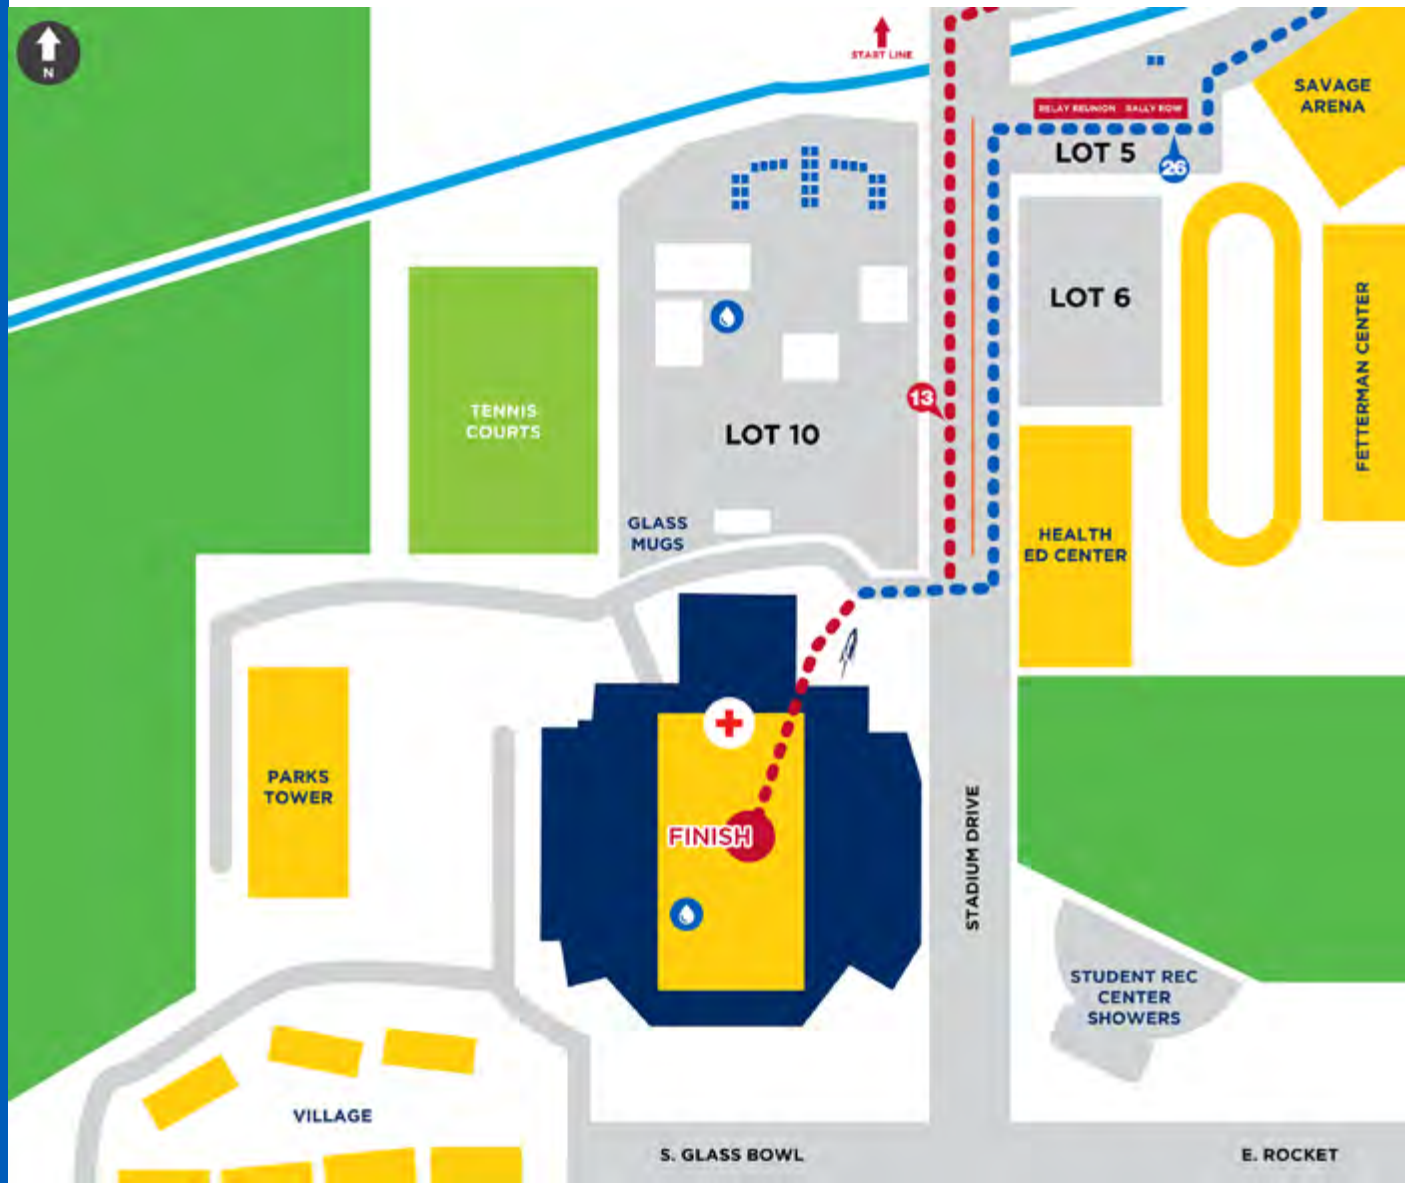 N
START LINE
SAVAGE
ARENA
RELAY REUNION RALLY ROW
LOT 5
26
LOT 6
FETTERMAN CENTER
13
TENNIS
COURTS
LOT 10
GLASS
MUGS
HEALTH
ED CENTER
PARKS
TOWER
FINISH
STADIUM DRIVE
STUDENT REC
CENTER
SHOWERS
VILLAGE
S. GLASS BOWL
E. ROCKET